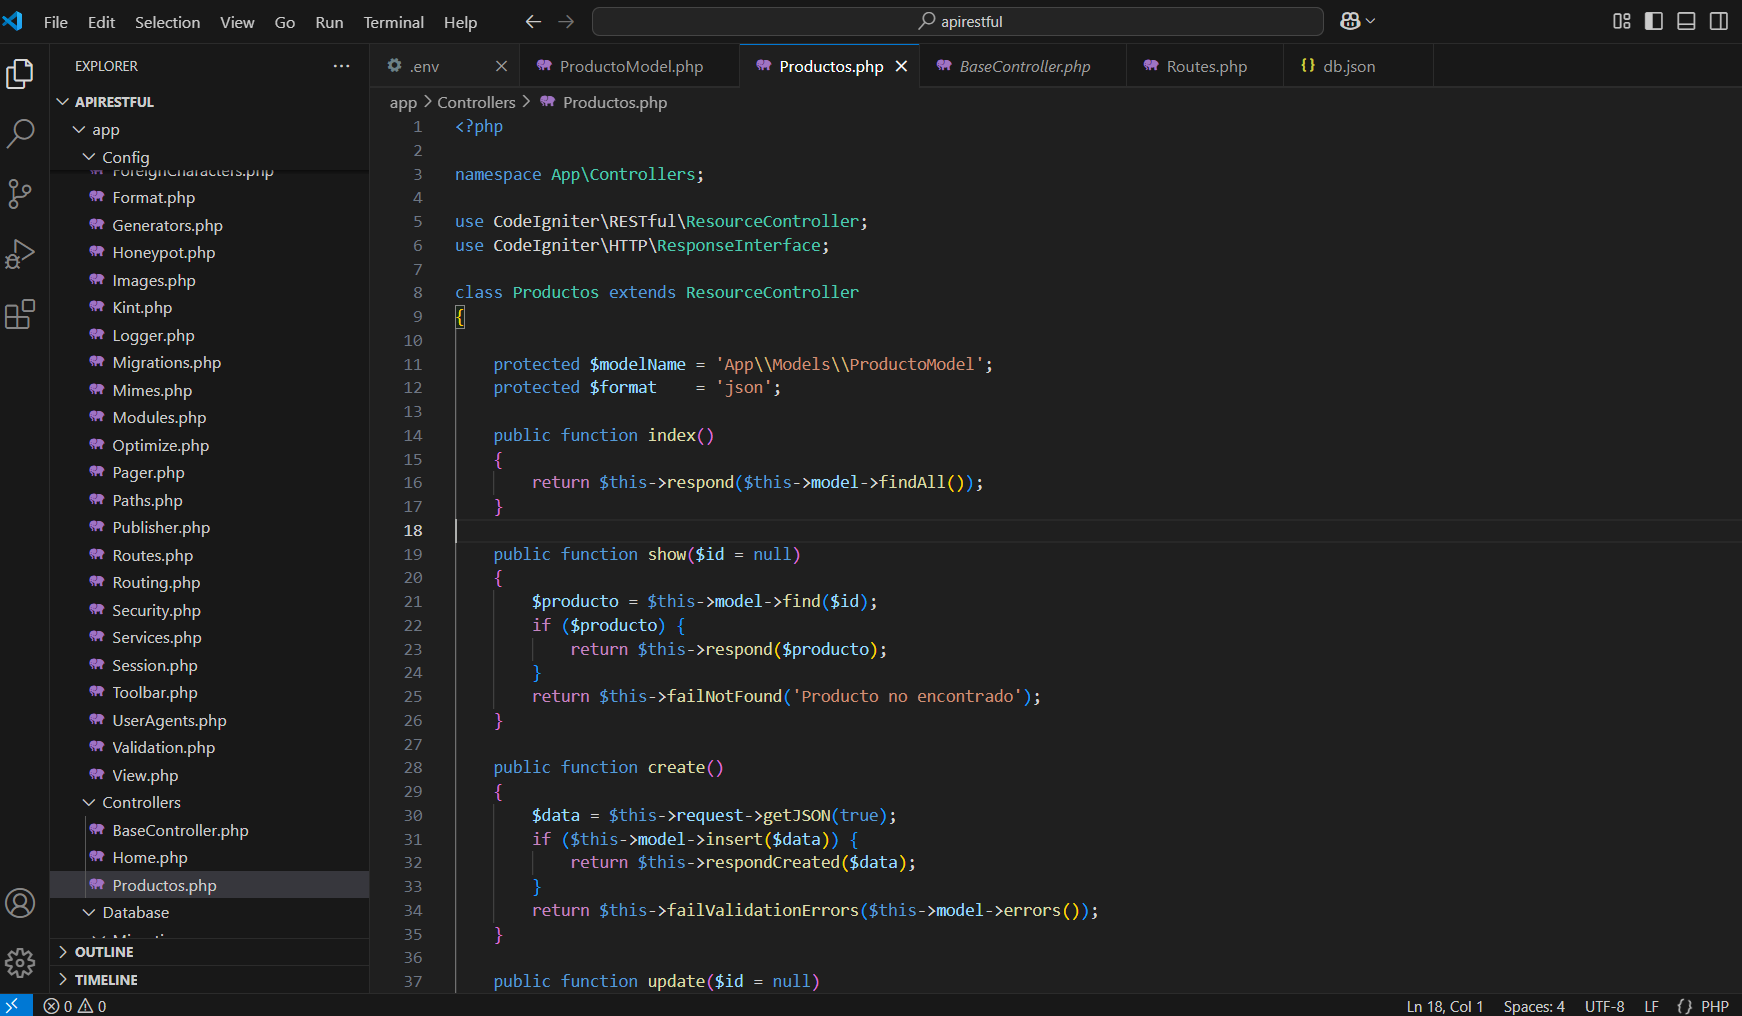 File Edit Selection View Go Run Terminal Help
apirestful
EXPLORER
.env
ProductoModel.php
Productos.php
BaseController.php
Routes.php
db.json
APIRESTFUL
app
Config
ForeignCharacters.php
Format.php
Generators.php
Honeypot.php
Images.php
Kint.php
Logger.php
Migrations.php
Mimes.php
Modules.php
Optimize.php
Pager.php
Paths.php
Publisher.php
Routes.php
Routing.php
Security.php
Services.php
Session.php
Toolbar.php
UserAgents.php
Validation.php
View.php
Controllers
BaseController.php
Home.php
Productos.php
Database
OUTLINE
TIMELINE
app > Controllers > Productos.php
1 <?php
2
3 namespace App\Controllers;
4
5 use CodeIgniter\RESTful\ResourceController;
6 use CodeIgniter\HTTP\ResponseInterface;
7
8 class Productos extends ResourceController
9 {
10
11     protected $modelName = 'App\\Models\\ProductoModel';
12     protected $format    = 'json';
13
14     public function index()
15     {
16         return $this->respond($this->model->findAll());
17     }
18
19     public function show($id = null)
20     {
21         $producto = $this->model->find($id);
22         if ($producto) {
23             return $this->respond($producto);
24         }
25         return $this->failNotFound('Producto no encontrado');
26     }
27
28     public function create()
29     {
30         $data = $this->request->getJSON(true);
31         if ($this->model->insert($data)) {
32             return $this->respondCreated($data);
33         }
34         return $this->failValidationErrors($this->model->errors());
35     }
36
37     public function update($id = null)
0 0
Ln 18, Col 1 Spaces: 4 UTF-8 LF {} PHP